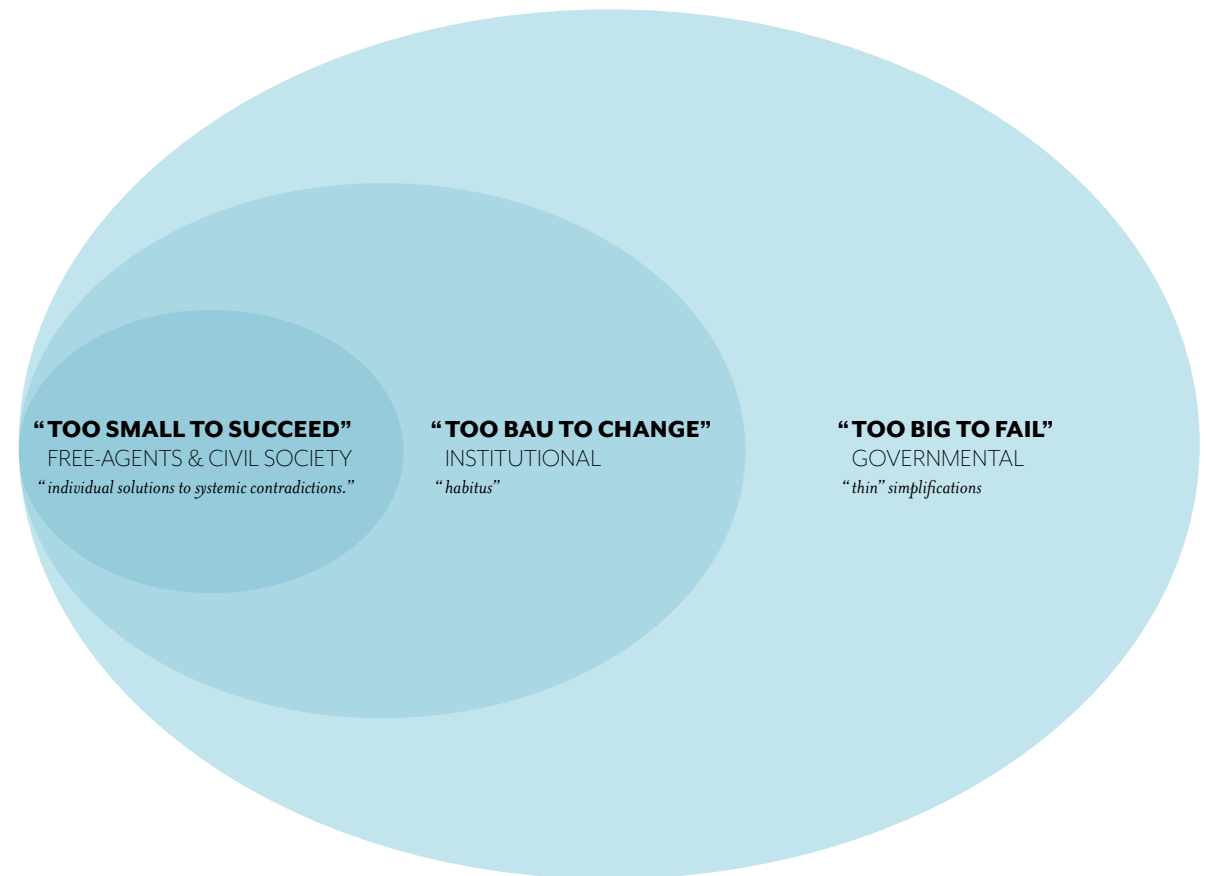 “TOO SMALL TO SUCCEED”
FREE-AGENTS & CIVIL SOCIETY
“individual solutions to systemic contradictions.”
“TOO BAU TO CHANGE”
INSTITUTIONAL
“habitus”
“TOO BIG TO FAIL”
GOVERNMENTAL
“thin” simplifications